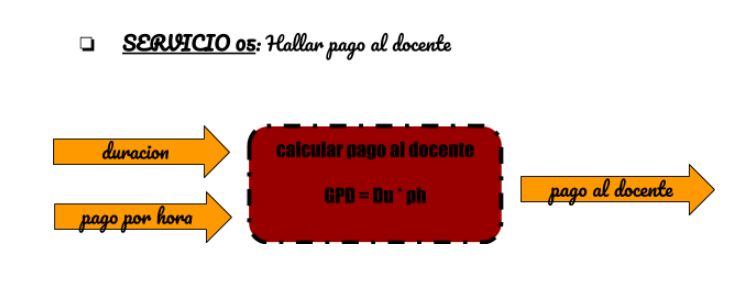 SERVICIO 05: Hallar pago al docente
duracion
calcular pago al docente
GPD = Du * ph
pago por hora
pago al docente